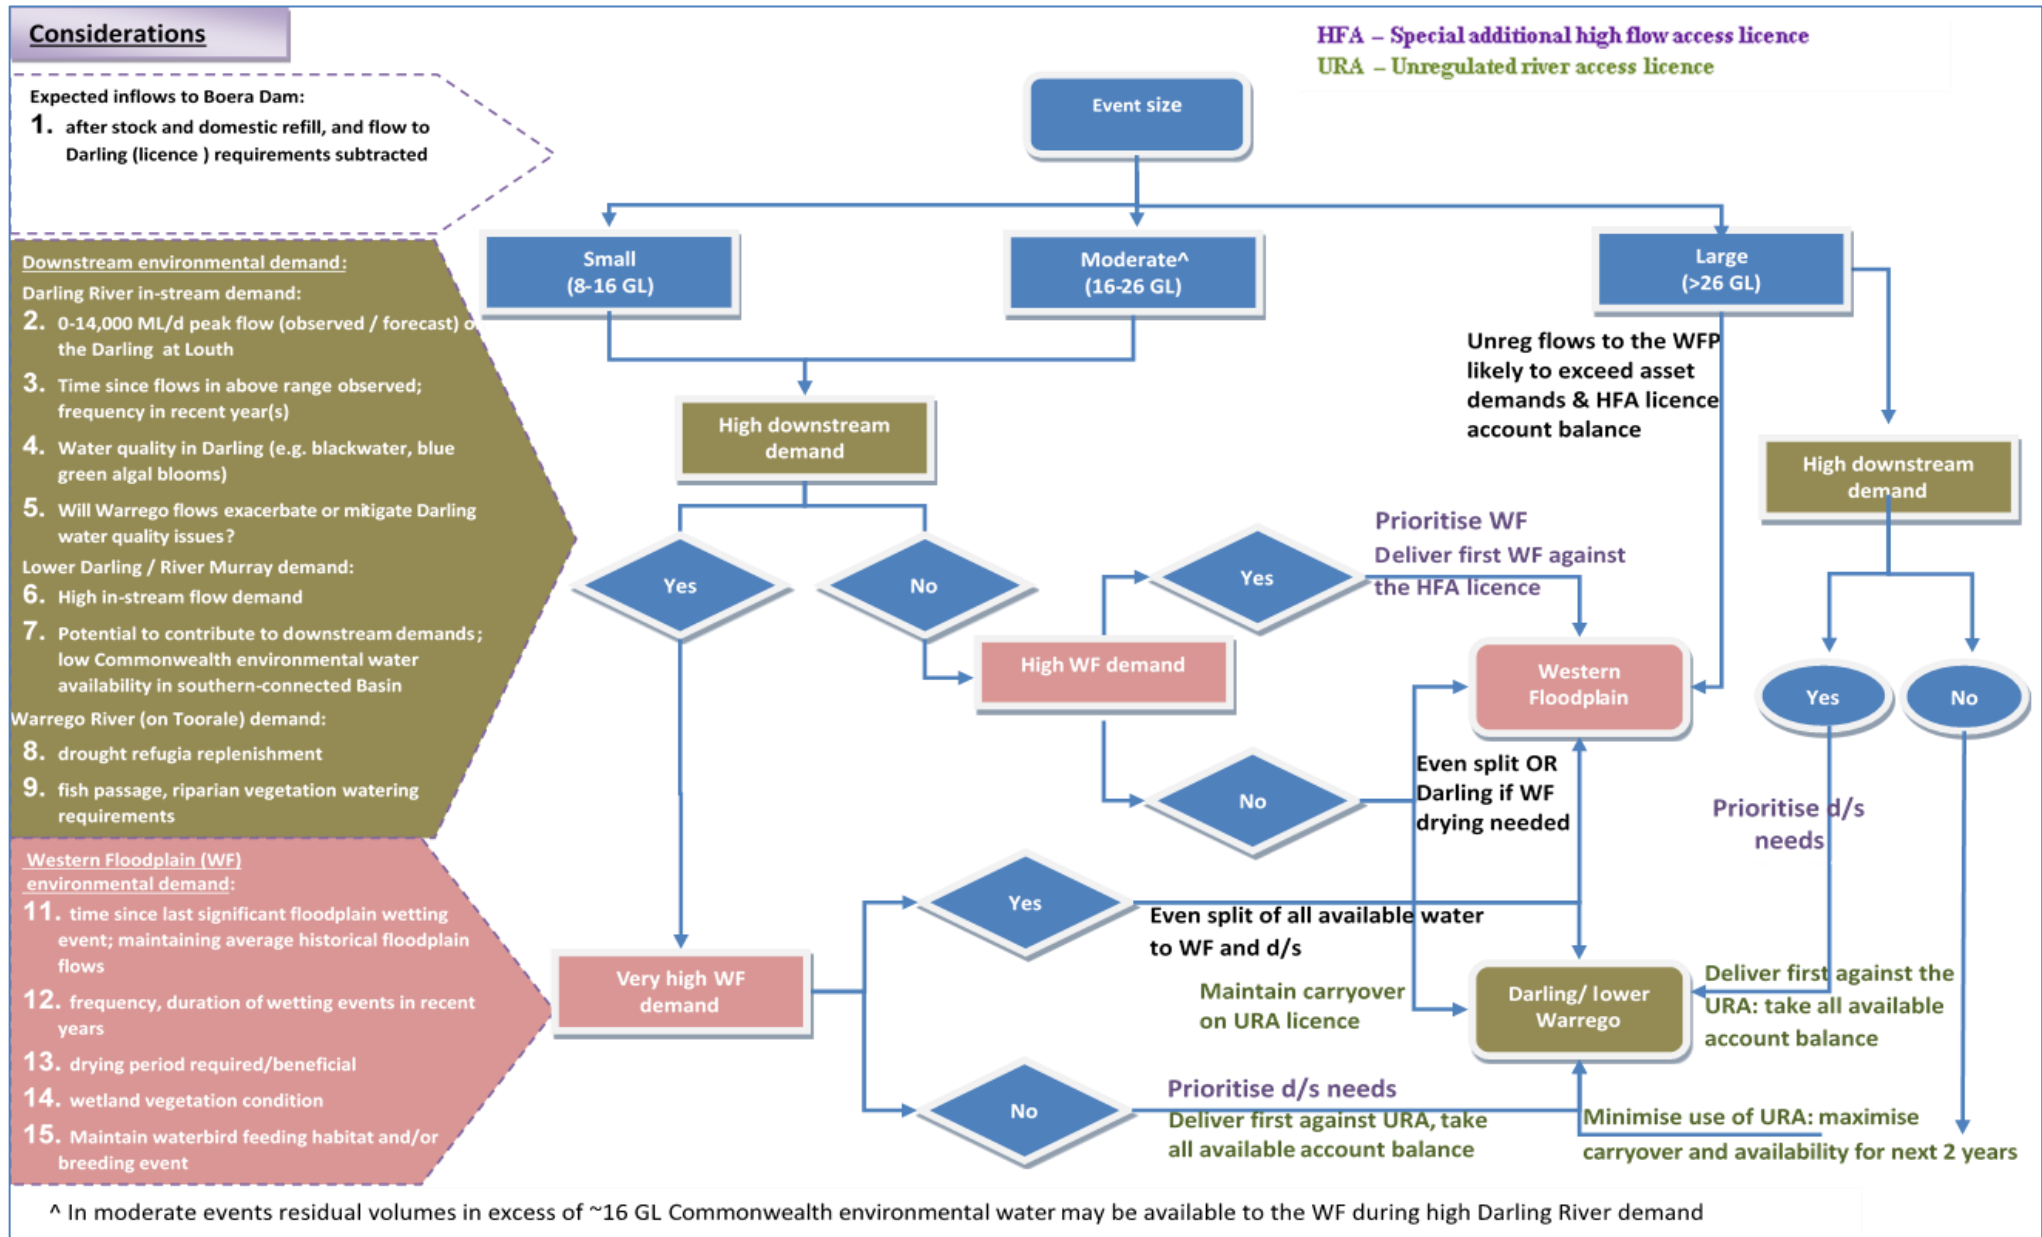 Considerations
HFA – Special additional high flow access licence
URA – Unregulated river access licence
Expected inflows to Boera Dam:
1. after stock and domestic refill, and flow to
Darling (licence ) requirements subtracted
Downstream environmental demand:
Darling River in-stream demand:
2. 0-14,000 ML/d peak flow (observed / forecast) o
the Darling at Louth
3. Time since flows in above range observed;
frequency in recent year(s)
4. Water quality in Darling (e.g. blackwater, blue
green algal blooms)
5. Will Warrego flows exacerbate or mitigate Darling
water quality issues?
Lower Darling / River Murray demand:
6. High in-stream flow demand
7. Potential to contribute to downstream demands;
low Commonwealth environmental water
availability in southern-connected Basin
Warrego River (on Toorale) demand:
8. drought refugia replenishment
9. fish passage, riparian vegetation watering
requirements
Western Floodplain (WF)
environmental demand:
11. time since last significant floodplain wetting
event; maintaining average historical floodplain
flows
12. frequency, duration of wetting events in recent
years
13. drying period required/beneficial
14. wetland vegetation condition
15. Maintain waterbird feeding habitat and/or
breeding event
Event size
Small
(8-16 GL)
Moderate^
(16-26 GL)
Large
(>26 GL)
Unreg flows to the WFP
likely to exceed asset
demands & HFA licence
account balance
High downstream
demand
High downstream
demand
Yes
No
Yes
Prioritise WF
Deliver first WF against
the HFA licence
High WF demand
Western
Floodplain
Yes
No
No
Even split OR
Darling if WF
drying needed
Prioritise d/s
needs
Yes
Even split of all available water
to WF and d/s
Very high WF
demand
Maintain carryover
on URA licence
Darling/ lower
Warrego
Deliver first against the
URA: take all available
account balance
No
Prioritise d/s needs
Deliver first against URA, take
all available account balance
Minimise use of URA: maximise
carryover and availability for next 2 years
^ In moderate events residual volumes in excess of ~16 GL Commonwealth environmental water may be available to the WF during high Darling River demand